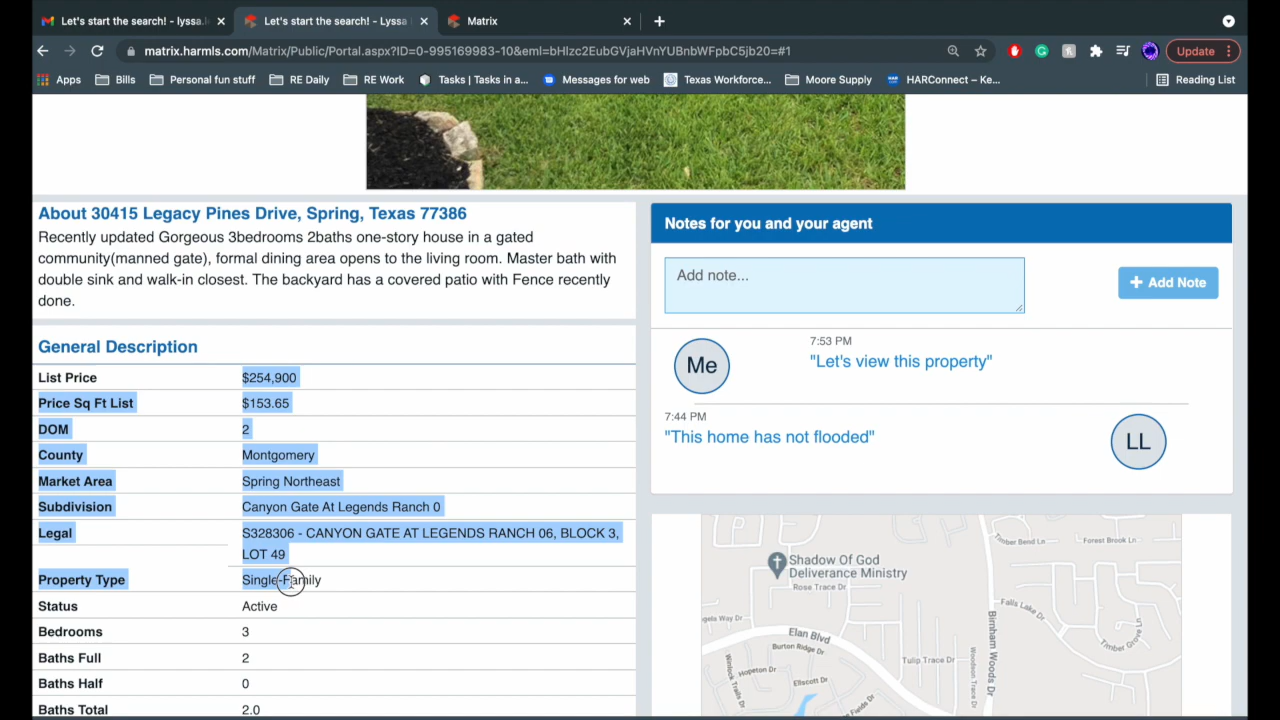 Let's start the search! - lyssa.l
Let's start the search! - Lyssa
Matrix
matrix.harmls.com/Matrix/Public/Portal.aspx?ID=0-995169983-10&eml=bHlzc2EubGVjaHVnYUBnbWFpbC5jb20=#1
Update
Apps
Bills
Personal fun stuff
RE Daily
RE Work
Tasks | Tasks in a...
Messages for web
Texas Workforce...
Moore Supply
HARConnect – Ke...
Reading List
About 30415 Legacy Pines Drive, Spring, Texas 77386
Recently updated Gorgeous 3bedrooms 2baths one-story house in a gated
community(manned gate), formal dining area opens to the living room. Master bath with
double sink and walk-in closest. The backyard has a covered patio with Fence recently
done.
General Description
List Price $254,900
Price Sq Ft List $153.65
DOM 2
County Montgomery
Market Area Spring Northeast
Subdivision Canyon Gate At Legends Ranch 0
Legal S328306 - CANYON GATE AT LEGENDS RANCH 06, BLOCK 3,
LOT 49
Property Type Single-Family
Status Active
Bedrooms 3
Baths Full 2
Baths Half 0
Baths Total 2.0
Notes for you and your agent
Add note...
+ Add Note
Me
7:53 PM
"Let's view this property"
7:44 PM
"This home has not flooded"
LL
Timber Bend Ln
Forest Brook Ln
Shadow Of God
Deliverance Ministry
Rose Trace Dr
Falls Lake Dr
Timber Gro
gels Way Dr
Elan Blvd
Burton Ridge Dr
Birnham Woods Dr
Tulip Trace Dr
Hopeton Dr
Ellscott Dr
Woodson Trace Dr
Fields Dr